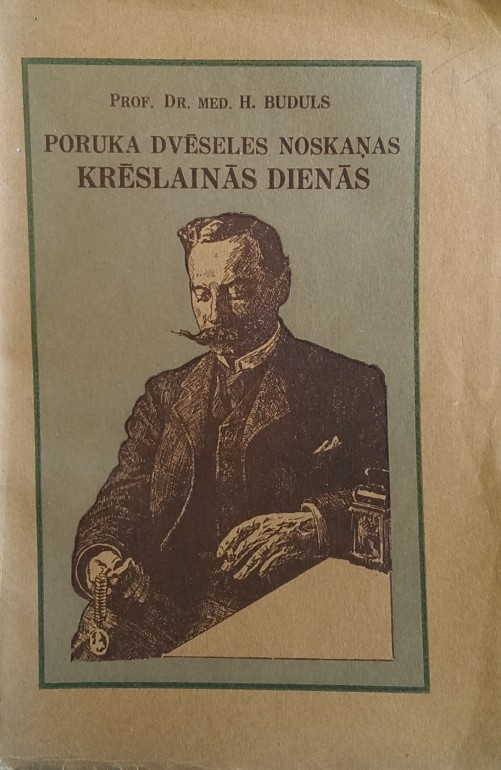 PROF. DR. MED. H. BUDULS
PORUKA DVĒSELES NOSKAŅAS
KRĒSLAINĀS DIENĀS